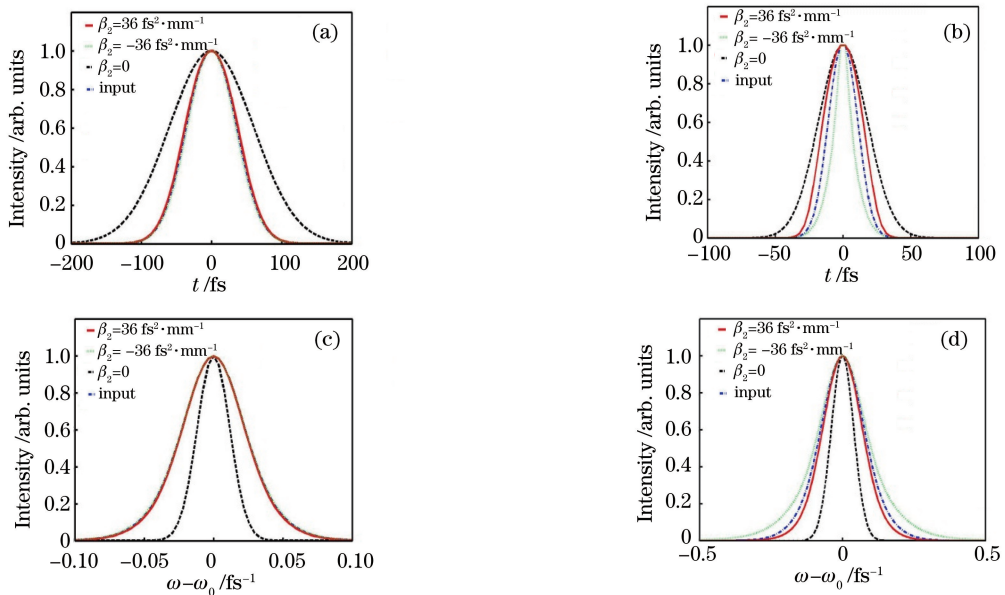 β₂=36 fs²·mm⁻¹
β₂= −36 fs²·mm⁻¹
β₂=0
input
(a)
Intensity /arb. units
1.0
0.8
0.6
0.4
0.2
0
−200
−100
0
100
200
t /fs
β₂=36 fs²·mm⁻¹
β₂= −36 fs²·mm⁻¹
β₂=0
input
(b)
Intensity /arb. units
1.0
0.8
0.6
0.4
0.2
0
−100
−50
0
50
100
t /fs
β₂=36 fs²·mm⁻¹
β₂= −36 fs²·mm⁻¹
β₂=0
input
(c)
Intensity /arb. units
1.0
0.8
0.6
0.4
0.2
0
−0.10
−0.05
0
0.05
0.10
ω−ω₀ /fs⁻¹
β₂=36 fs²·mm⁻¹
β₂= −36 fs²·mm⁻¹
β₂=0
input
(d)
Intensity /arb. units
1.0
0.8
0.6
0.4
0.2
0
−0.5
0
0.5
ω−ω₀ /fs⁻¹